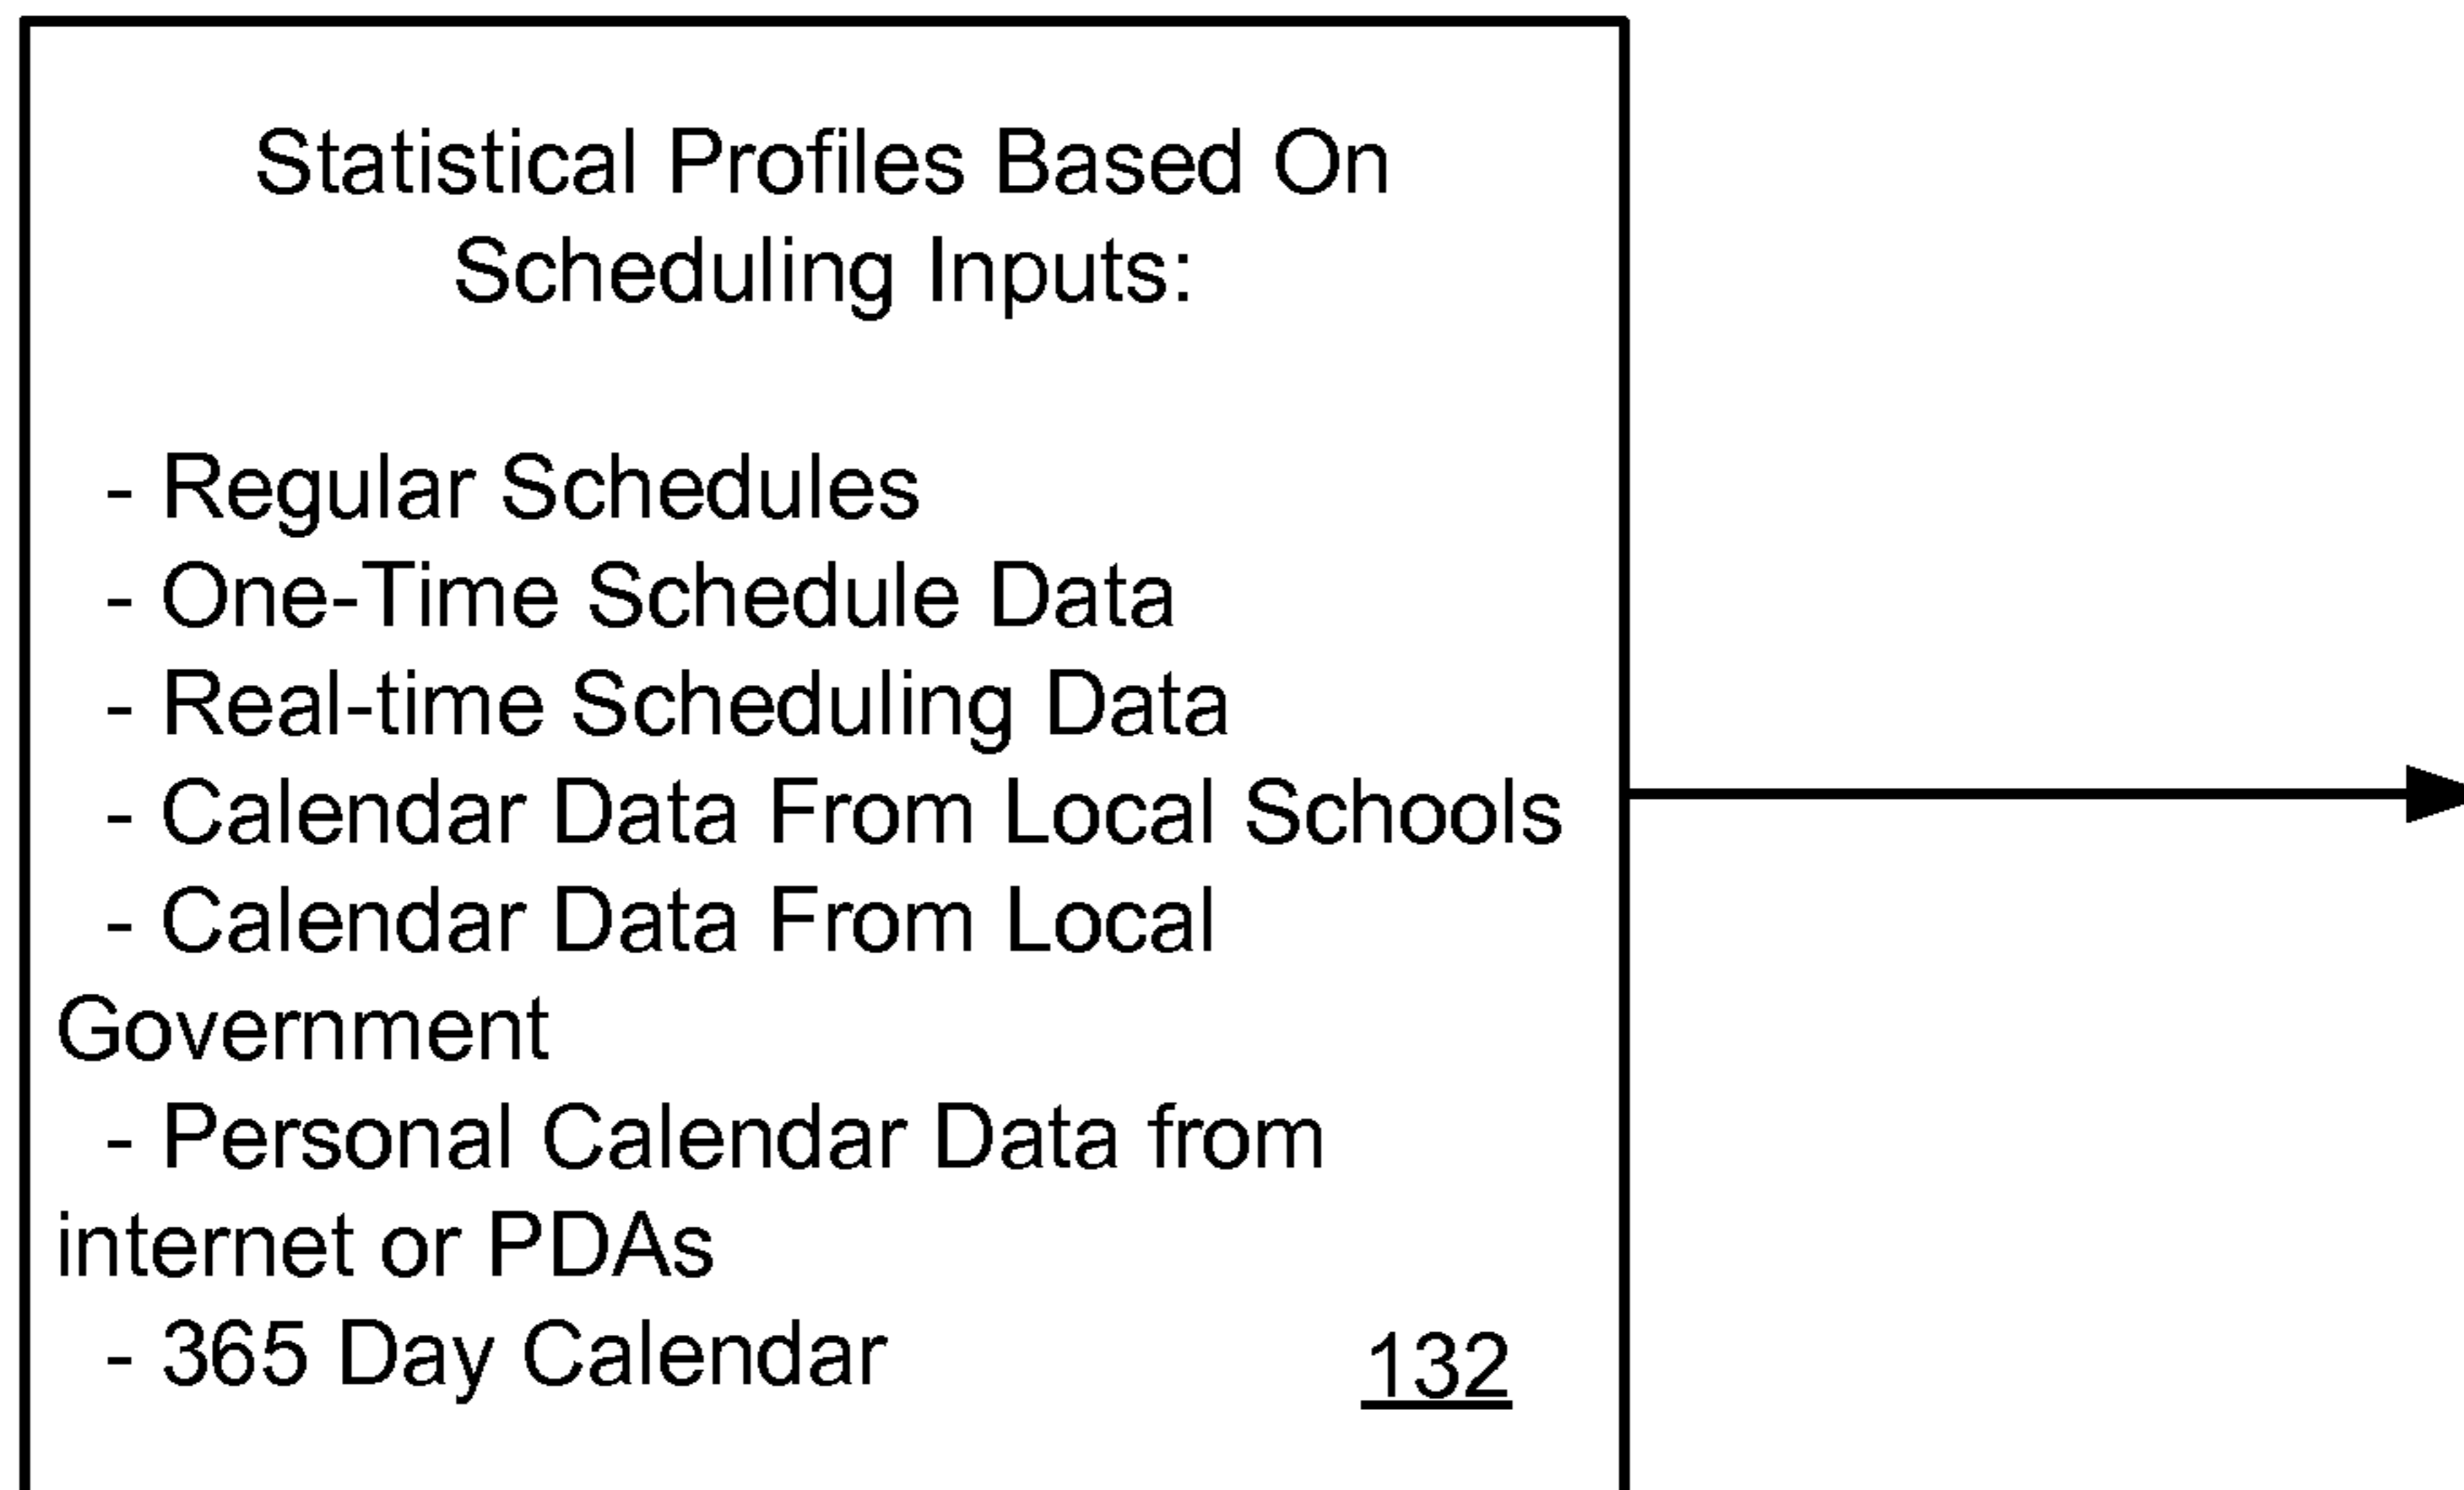 Statistical Profiles Based On
Scheduling Inputs:
- Regular Schedules
- One-Time Schedule Data
- Real-time Scheduling Data
- Calendar Data From Local Schools
- Calendar Data From Local
Government
- Personal Calendar Data from
internet or PDAs
- 365 Day Calendar 132